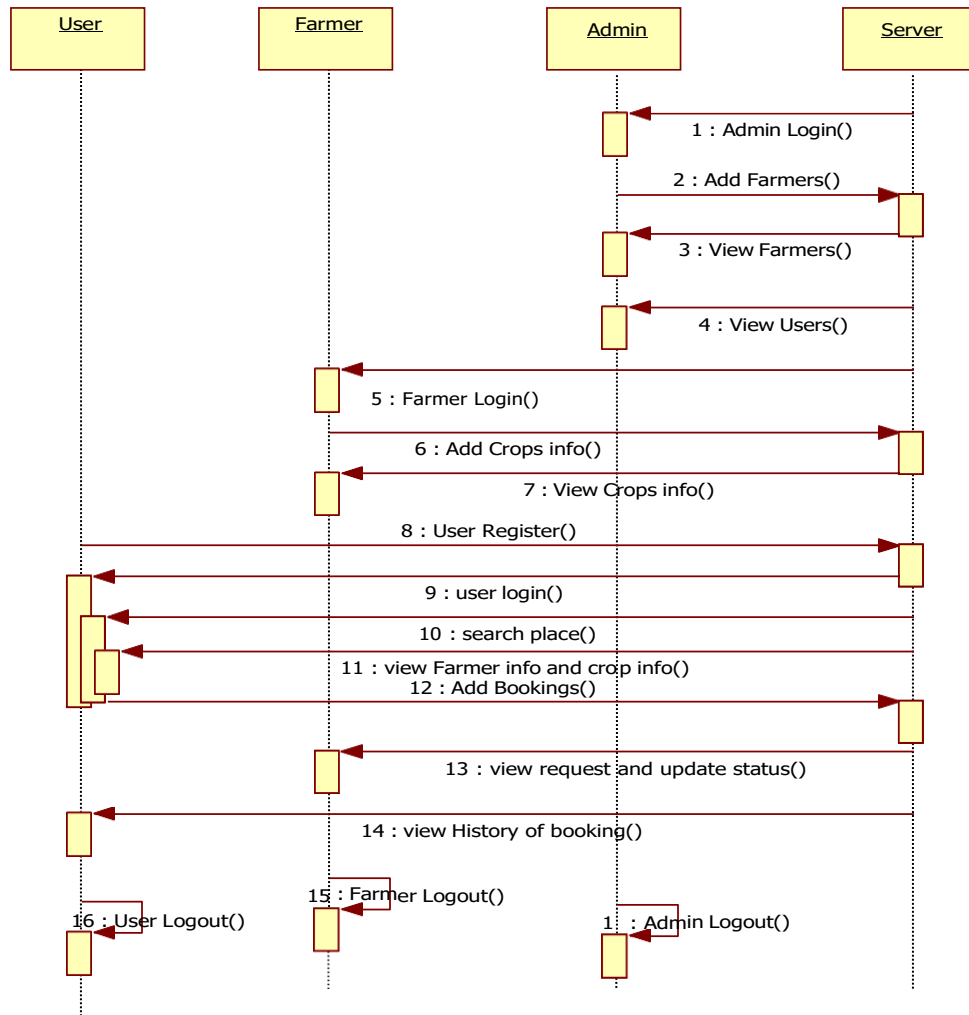 User
Farmer
Admin
Server
1 : Admin Login()
2 : Add Farmers()
3 : View Farmers()
4 : View Users()
5 : Farmer Login()
6 : Add Crops info()
7 : View Crops info()
8 : User Register()
9 : user login()
10 : search place()
11 : view Farmer info and crop info()
12 : Add Bookings()
13 : view request and update status()
14 : view History of booking()
15 : Farmer Logout()
16 : User Logout()
1 : Admin Logout()